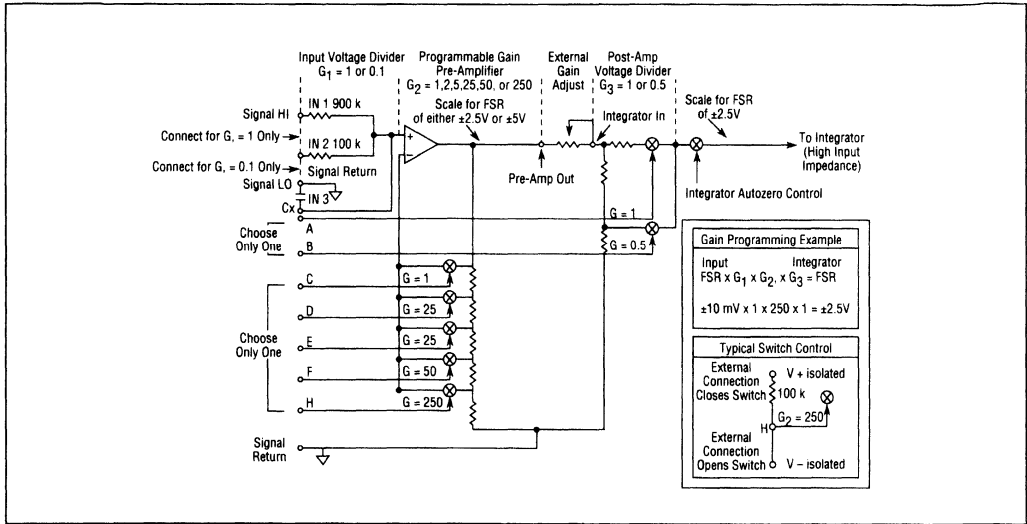 Input Voltage Divider
G1 = 1 or 0.1
Programmable Gain
Pre-Amplifier
G2 = 1,2,5,25,50, or 250
External
Gain
Adjust
Post-Amp
Voltage Divider
G3 = 1 or 0.5
Scale for FSR
of either ±2.5V or ±5V
Integrator In
Scale for FSR
of ±2.5V
Signal HI
IN 1 900 k
Connect for G, = 1 Only
IN 2 100 k
Connect for G, = 0.1 Only
Signal Return
Signal LO
IN 3
Cx
+
−
Pre-Amp Out
To Integrator
(High Input
Impedance)
Integrator Autozero Control
Choose
Only One
A
B
G = 1
G = 0.5
Choose
Only One
C
D
E
F
H
G = 1
G = 25
G = 25
G = 50
G = 250
Signal
Return
Gain Programming Example
Input Integrator
FSR x G1 x G2, x G3 = FSR
±10 mV x 1 x 250 x 1 = ±2.5V
Typical Switch Control
External
Connection
Closes Switch
V + isolated
100 k
G2 = 250
H
External
Connection
Opens Switch
V – isolated